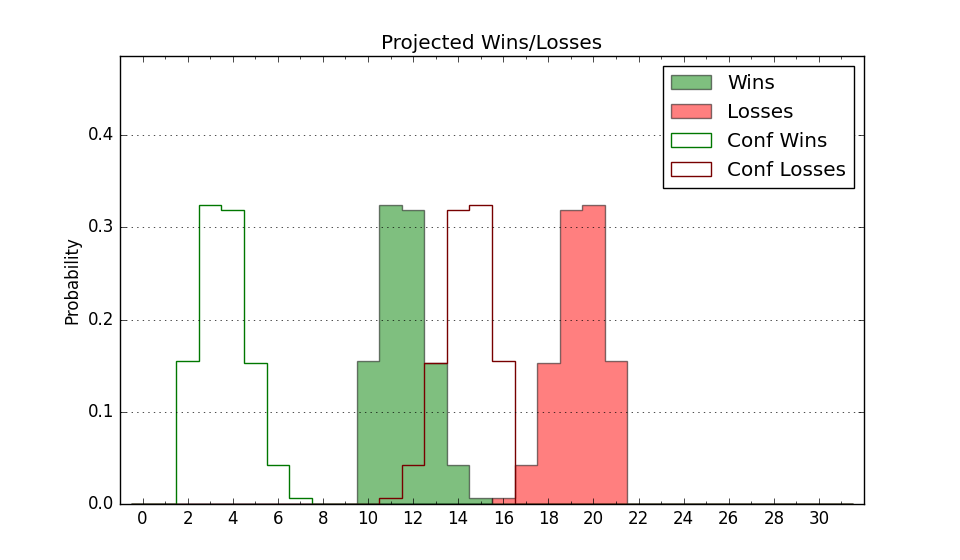 Projected Wins/Losses
Wins
Losses
Conf Wins
Conf Losses
Probability
0.4
0.3
0.2
0.1
0.0
0 2 4 6 8 10 12 14 16 18 20 22 24 26 28 30